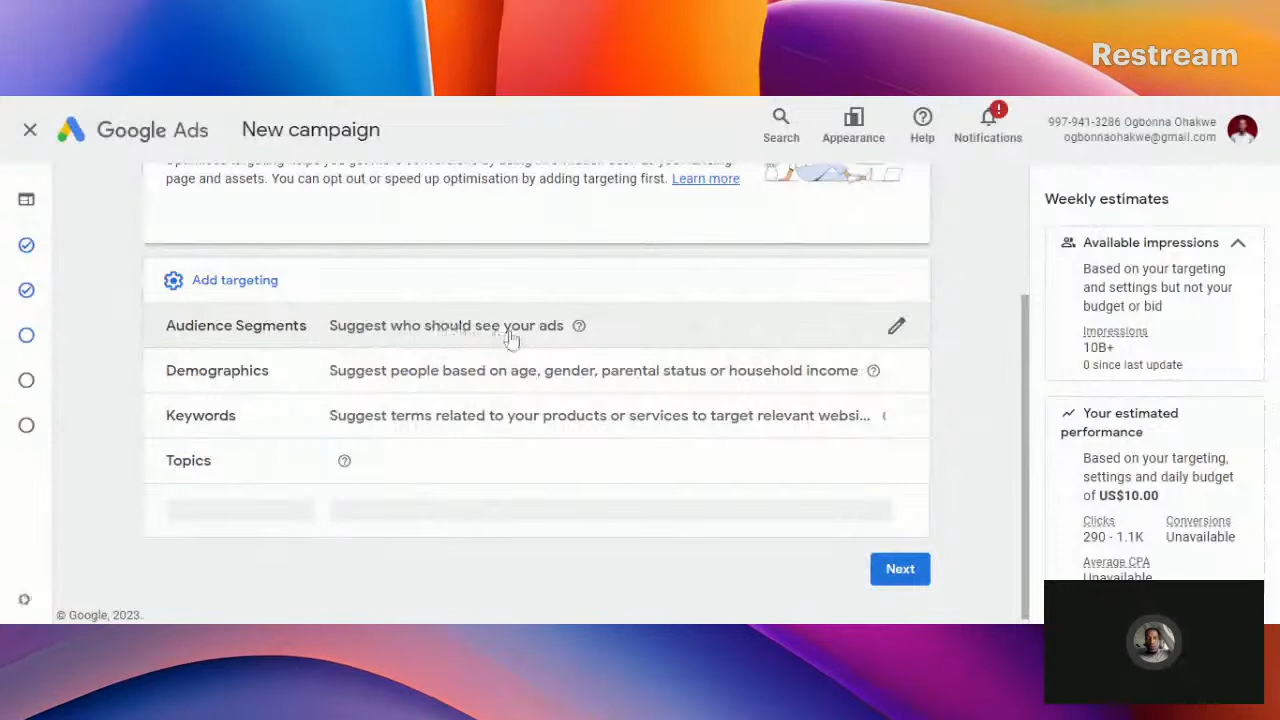 Restream
Google Ads
New campaign
Search
Appearance
Help
Notifications
997-941-3286 Ogbonna Ohakwe
ogbonnaohakwe@gmail.com
page and assets. You can opt out or speed up optimisation by adding targeting first. Learn more
Add targeting
Audience Segments Suggest who should see your ads
Demographics Suggest people based on age, gender, parental status or household income
Keywords Suggest terms related to your products or services to target relevant websi...
Topics
Next
© Google, 2023.
Weekly estimates
Available impressions
Based on your targeting
and settings but not your
budget or bid
Impressions
10B+
0 since last update
Your estimated
performance
Based on your targeting,
settings and daily budget
of US$10.00
Clicks Conversions
290 - 1.1K Unavailable
Average CPA
Unavailable